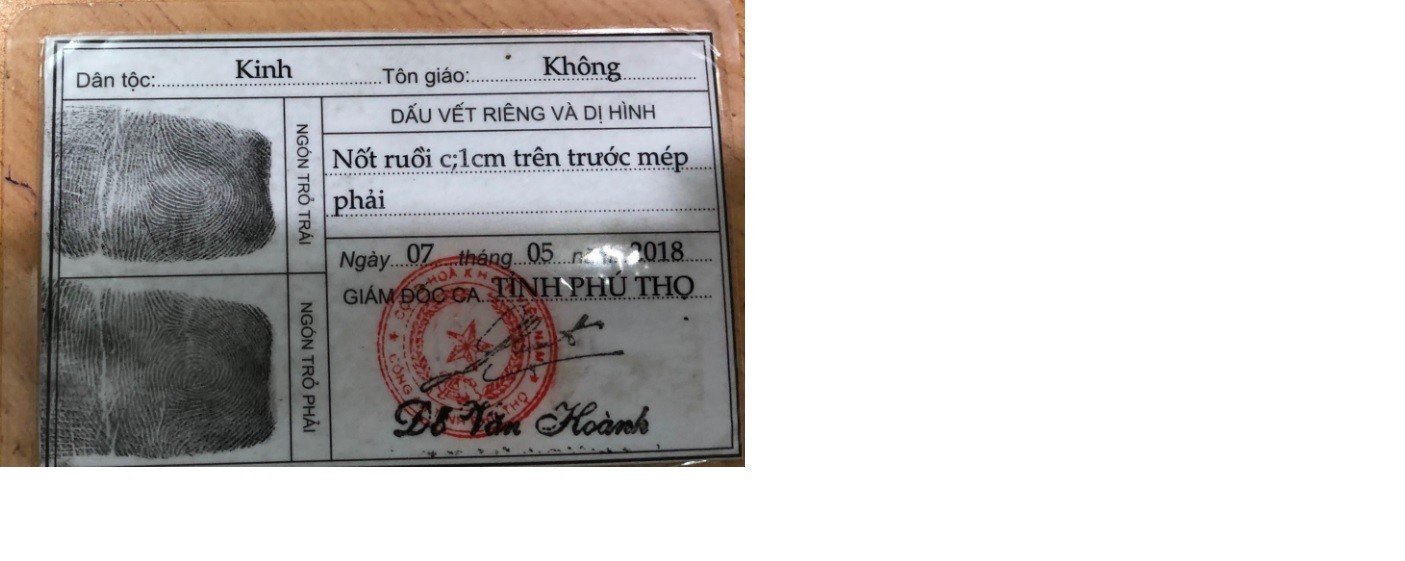 Dân tộc: Kinh Tôn giáo: Không
NGÓN TRỎ TRÁI
DẤU VẾT RIÊNG VÀ DỊ HÌNH
Nốt ruồi c;1cm trên trước mép
phải
Ngày 07 tháng 05 năm 2018
GIÁM ĐỐC CA TỈNH PHÚ THỌ
NGÓN TRỎ PHẢI
Văn Hoành